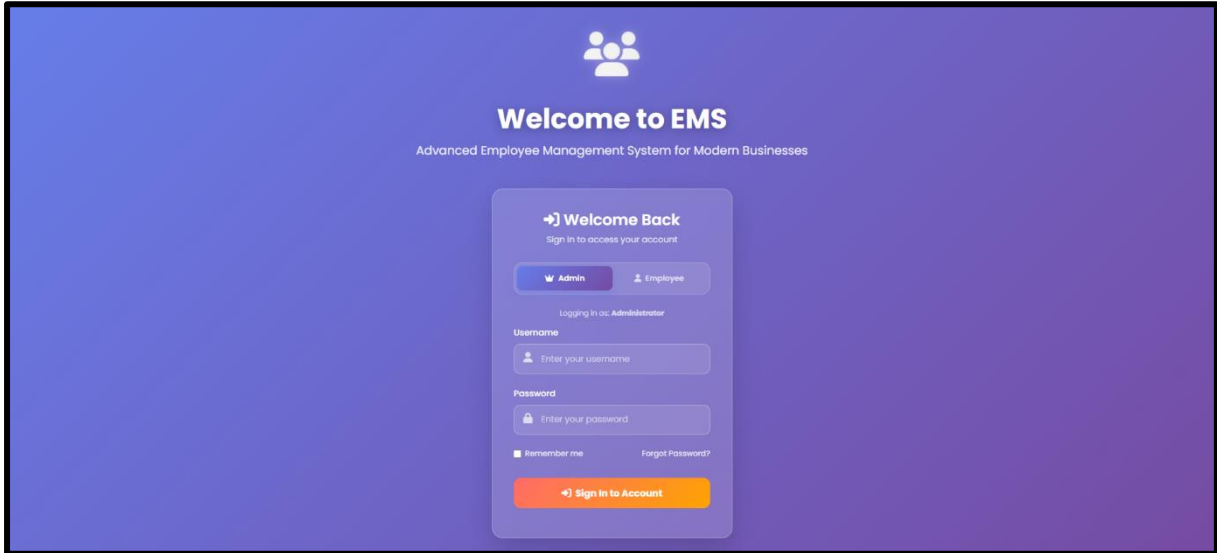 Welcome to EMS
Advanced Employee Management System for Modern Businesses
Welcome Back
Sign in to access your account
Admin Employee
Logging in as: Administrator
Username
Enter your username
Password
Enter your password
Remember me Forgot Password?
Sign In to Account